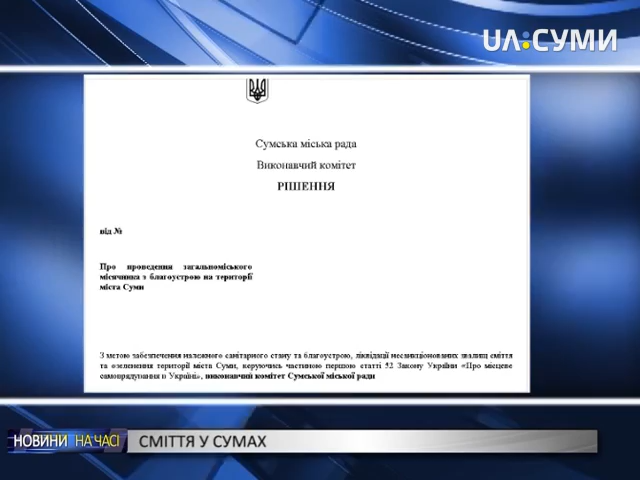 UA:СУМИ
Сумська міська рада
Виконавчий комітет
РІШЕННЯ
від №
Про проведення загальноміського
місячника з благоустрою на території
міста Суми
З метою забезпечення належного санітарного стану та благоустрою, ліквідації несанкціонованих звалищ сміття
та озеленення території міста Суми, керуючись частиною першою статті 52 Закону України «Про місцеве
самоврядування в Україні», виконавчий комітет Сумської міської ради
НОВИНИ НА ЧАСІ
СМІТТЯ У СУМАХ